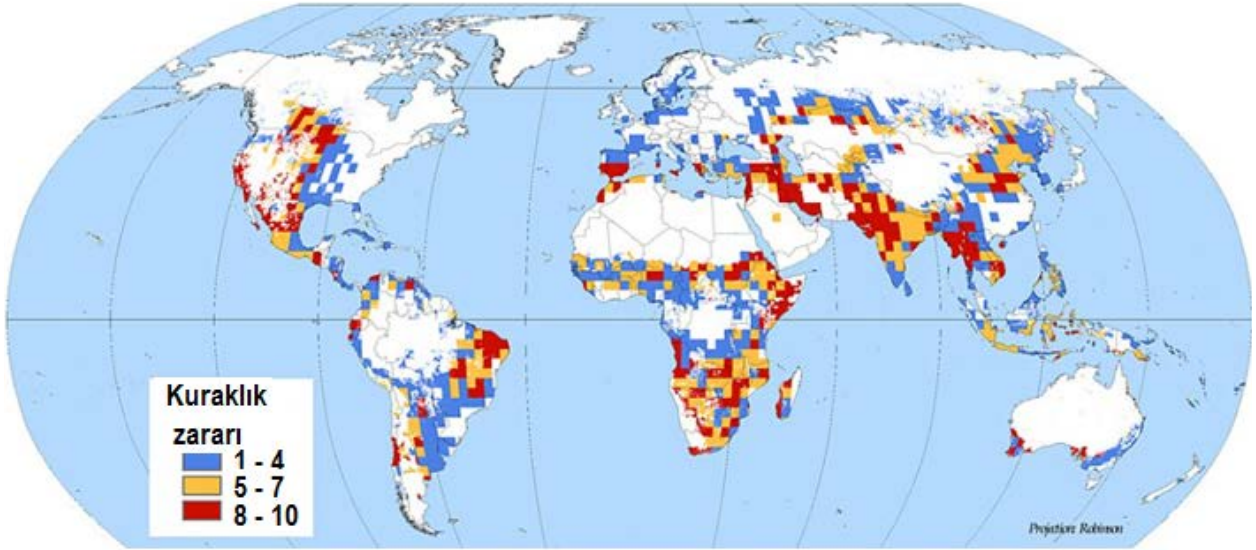 Kuraklık
zararı
1 - 4
5 - 7
8 - 10
Projection: Robinson